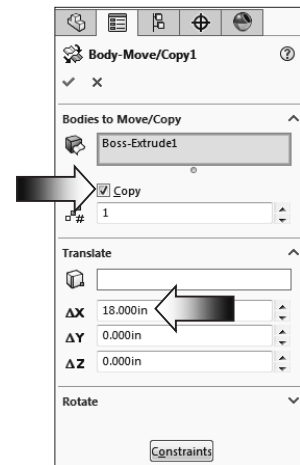 Body-Move/Copy1 ?
Bodies to Move/Copy
Boss-Extrude1
Copy
# 1
Translate
ΔX 18.000in
ΔY 0.000in
ΔZ 0.000in
Rotate
Constraints